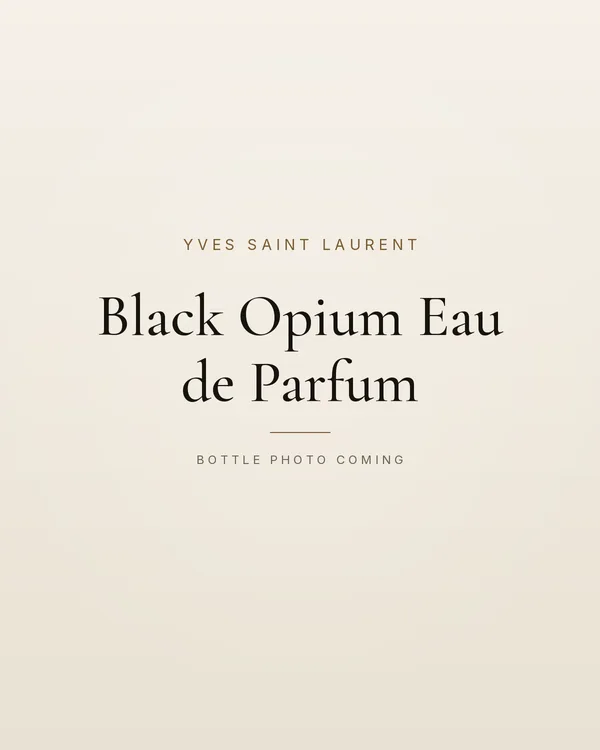 YVES SAINT LAURENT
Black Opium Eau
de Parfum
BOTTLE PHOTO COMING